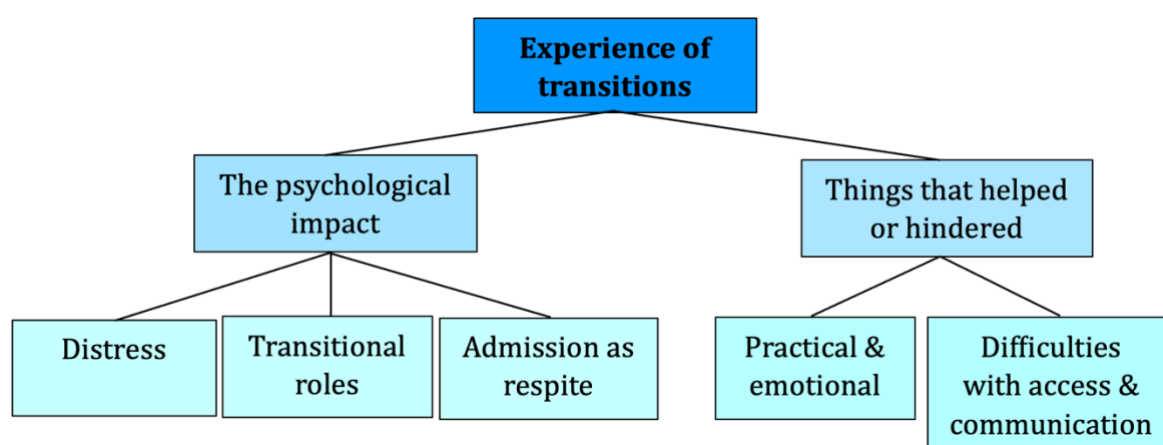 Experience of
transitions
The psychological
impact
Things that helped
or hindered
Distress
Transitional
roles
Admission as
respite
Practical &
emotional
Difficulties
with access &
communication